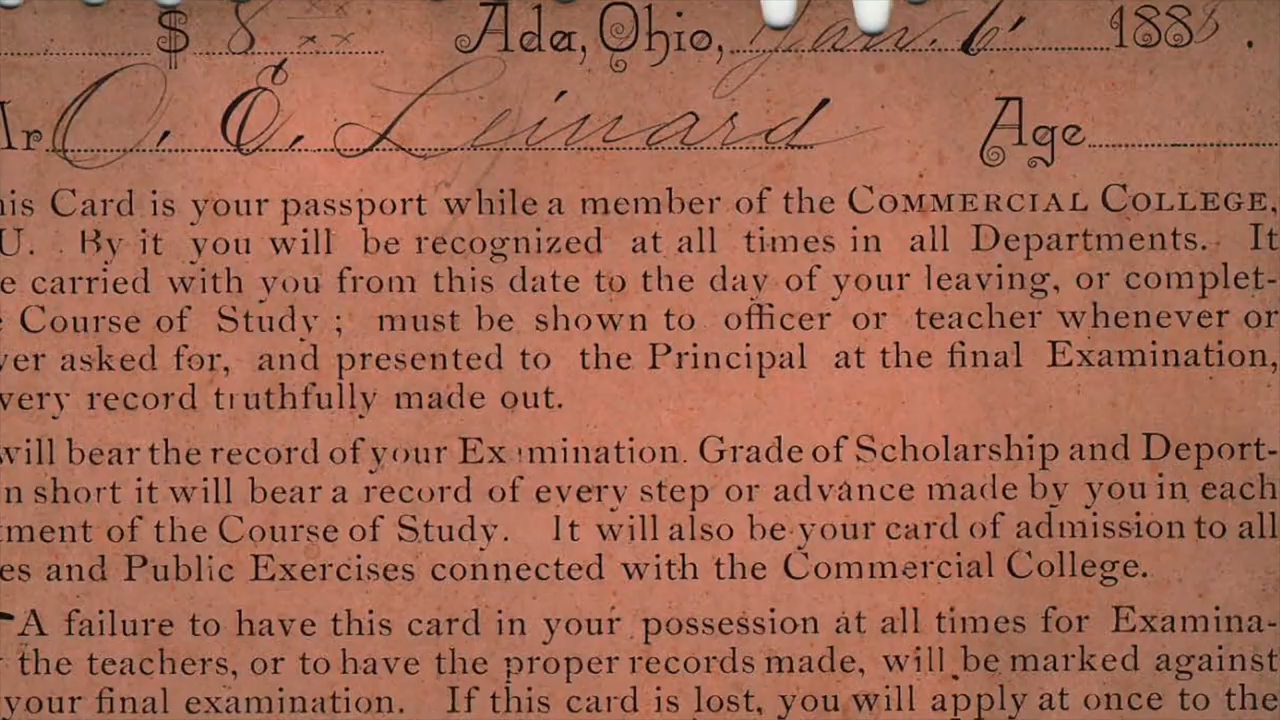 $ 8 xx Ada, Ohio, Jan. 6 1888.
Mr O. E. Leinard Age
his Card is your passport while a member of the COMMERCIAL COLLEGE,
U. By it you will be recognized at all times in all Departments. It
e carried with you from this date to the day of your leaving, or complet-
e Course of Study; must be shown to officer or teacher whenever or
ver asked for, and presented to the Principal at the final Examination,
very record truthfully made out.
will bear the record of your Examination. Grade of Scholarship and Deport-
n short it will bear a record of every step or advance made by you in each
tment of the Course of Study. It will also be your card of admission to all
es and Public Exercises connected with the Commercial College.
A failure to have this card in your possession at all times for Examina-
the teachers, or to have the proper records made, will be marked against
your final examination. If this card is lost, you will apply at once to the